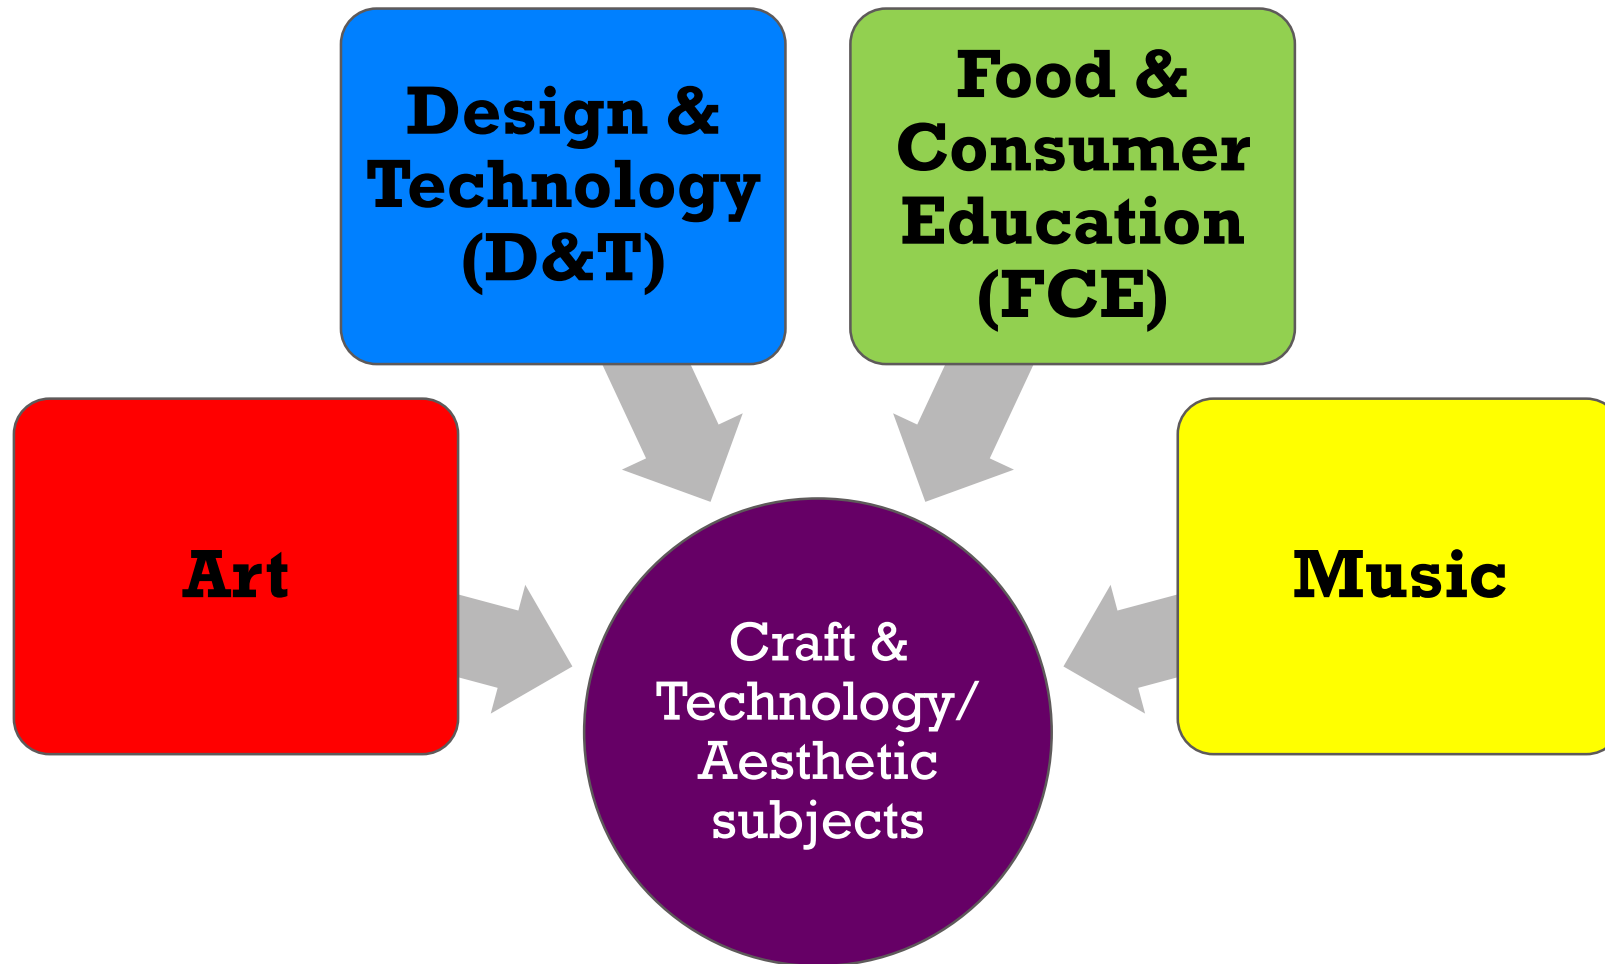 Design &
Technology
(D&T)
Food &
Consumer
Education
(FCE)
Art
Music
Craft &
Technology/
Aesthetic
subjects